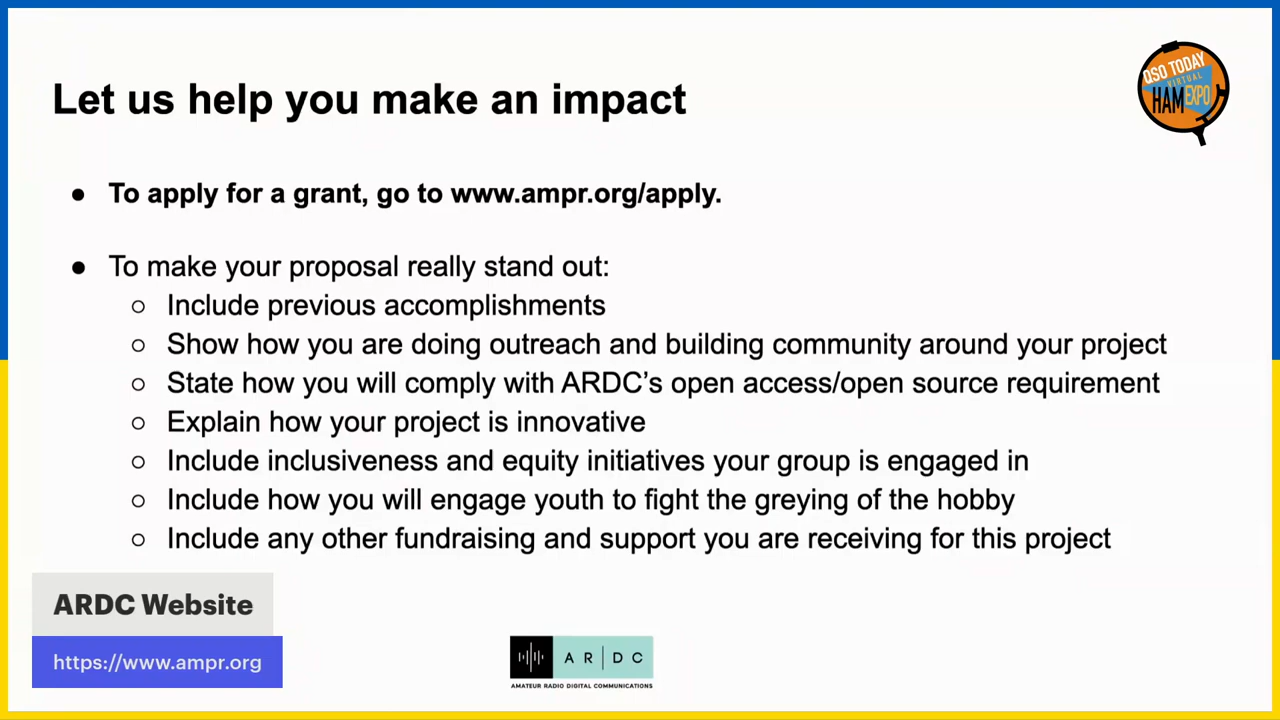 Let us help you make an impact
QSO TODAY
VIRTUAL
HAM EXPO
● To apply for a grant, go to www.ampr.org/apply.
● To make your proposal really stand out:
○ Include previous accomplishments
○ Show how you are doing outreach and building community around your project
○ State how you will comply with ARDC’s open access/open source requirement
○ Explain how your project is innovative
○ Include inclusiveness and equity initiatives your group is engaged in
○ Include how you will engage youth to fight the greying of the hobby
○ Include any other fundraising and support you are receiving for this project
ARDC Website
https://www.ampr.org
AR|DC
AMATEUR RADIO DIGITAL COMMUNICATIONS